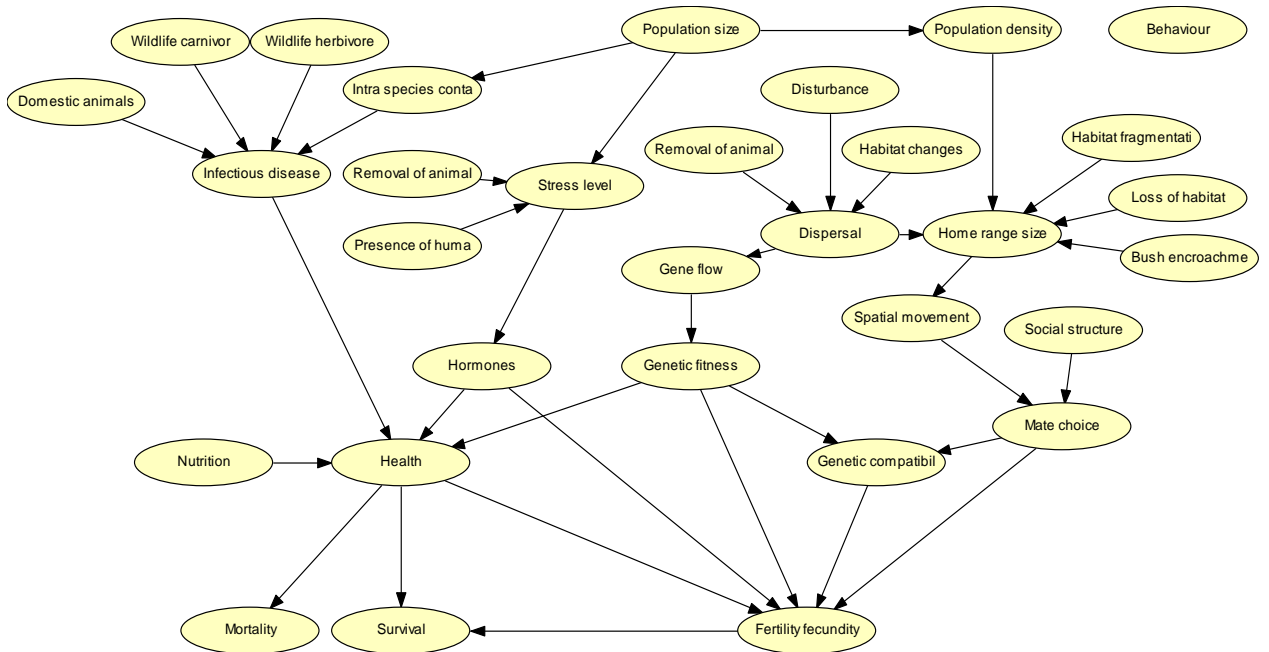 Population size
Population density
Behaviour
Wildlife carnivor
Wildlife herbivore
Domestic animals
Intra species conta
Disturbance
Habitat fragmentati
Removal of animal
Habitat changes
Infectious disease
Removal of animal
Stress level
Loss of habitat
Presence of huma
Dispersal
Home range size
Bush encroachme
Gene flow
Spatial movement
Social structure
Hormones
Genetic fitness
Mate choice
Nutrition
Health
Genetic compatibil
Mortality
Survival
Fertility fecundity